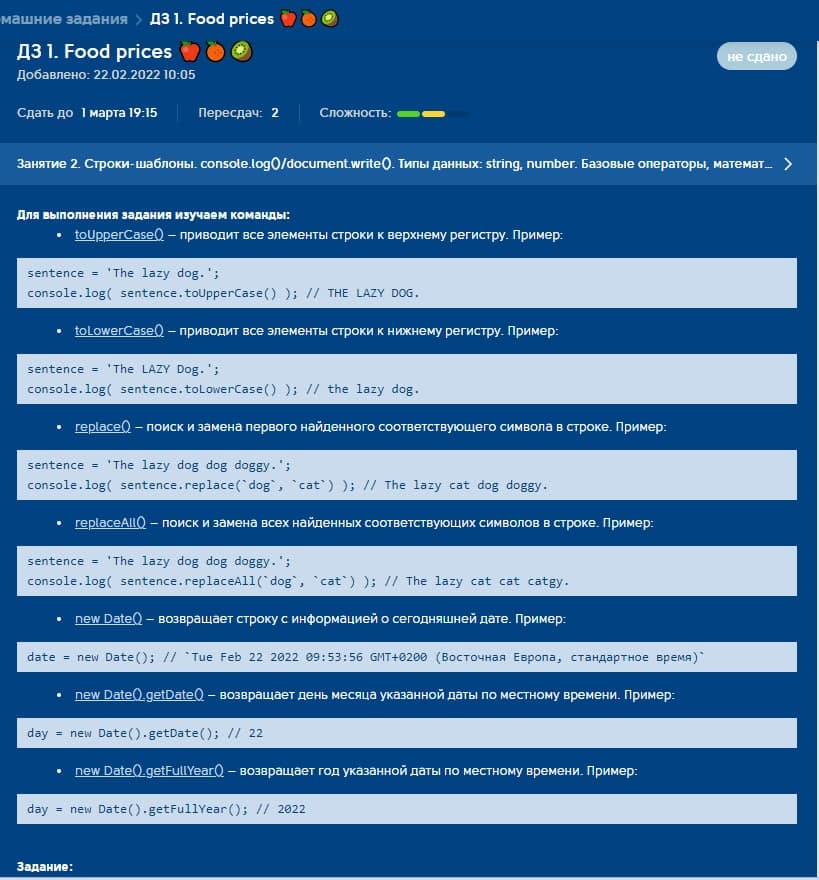 машние задания > ДЗ 1. Food prices 🍎🍊🥝
ДЗ 1. Food prices 🍎🍊🥝
не сдано
Добавлено: 22.02.2022 10:05
Сдать до 1 марта 19:15 Пересдач: 2 Сложность:
Занятие 2. Строки-шаблоны. console.log()/document.write(). Типы данных: string, number. Базовые операторы, математ...
Для выполнения задания изучаем команды:
• toUpperCase() – приводит все элементы строки к верхнему регистру. Пример:
sentence = 'The lazy dog.';
console.log( sentence.toUpperCase() ); // THE LAZY DOG.
• toLowerCase() – приводит все элементы строки к нижнему регистру. Пример:
sentence = 'The LAZY Dog.';
console.log( sentence.toLowerCase() ); // the lazy dog.
• replace() – поиск и замена первого найденного соответствующего символа в строке. Пример:
sentence = 'The lazy dog dog doggy.';
console.log( sentence.replace(`dog`, `cat`) ); // The lazy cat dog doggy.
• replaceAll() – поиск и замена всех найденных соответствующих символов в строке. Пример:
sentence = 'The lazy dog dog doggy.';
console.log( sentence.replaceAll(`dog`, `cat`) ); // The lazy cat cat catgy.
• new Date() – возвращает строку с информацией о сегодняшней дате. Пример:
date = new Date(); // `Tue Feb 22 2022 09:53:56 GMT+0200 (Восточная Европа, стандартное время)`
• new Date().getDate() – возвращает день месяца указанной даты по местному времени. Пример:
day = new Date().getDate(); // 22
• new Date().getFullYear() – возвращает год указанной даты по местному времени. Пример:
day = new Date().getFullYear(); // 2022
Задание: